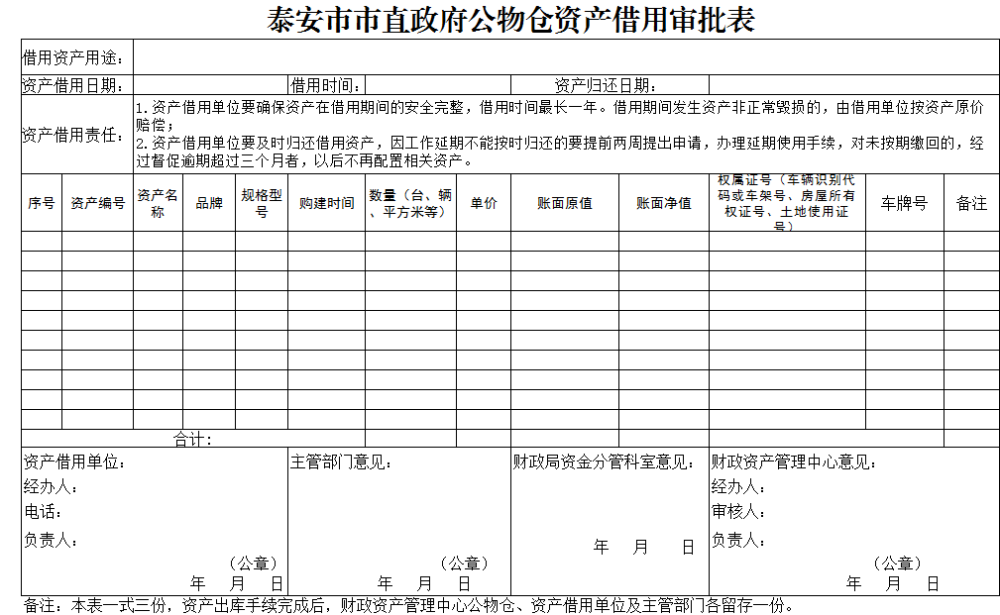 泰安市市直政府公物仓资产借用审批表
借用资产用途：
资产借用日期： 借用时间： 资产归还日期：
资产借用责任：
1.资产借用单位要确保资产在借用期间的安全完整，借用时间最长一年。借用期间发生资产非正常毁损的，由借用单位按资产原价
赔偿；
2.资产借用单位要及时归还借用资产，因工作延期不能按时归还的要提前两周提出申请，办理延期使用手续，对未按期缴回的，经
过督促逾期超过三个月者，以后不再配置相关资产。
序号
资产编号
资产名
称
品牌
规格型
号
购建时间
数量（台、辆
、平方米等）
单价
账面原值
账面净值
权属证号（车辆识别代
码或车架号、房屋所有
权证号、土地使用证
号）
车牌号
备注
合计：
资产借用单位：
经办人：
电话：
负责人：
（公章）
年 月 日
主管部门意见：
（公章）
年 月 日
财政局资金分管科室意见：
年 月 日
财政资产管理中心意见：
经办人：
审核人：
负责人：
（公章）
年 月 日
备注：本表一式三份，资产出库手续完成后，财政资产管理中心公物仓、资产借用单位及主管部门各留存一份。